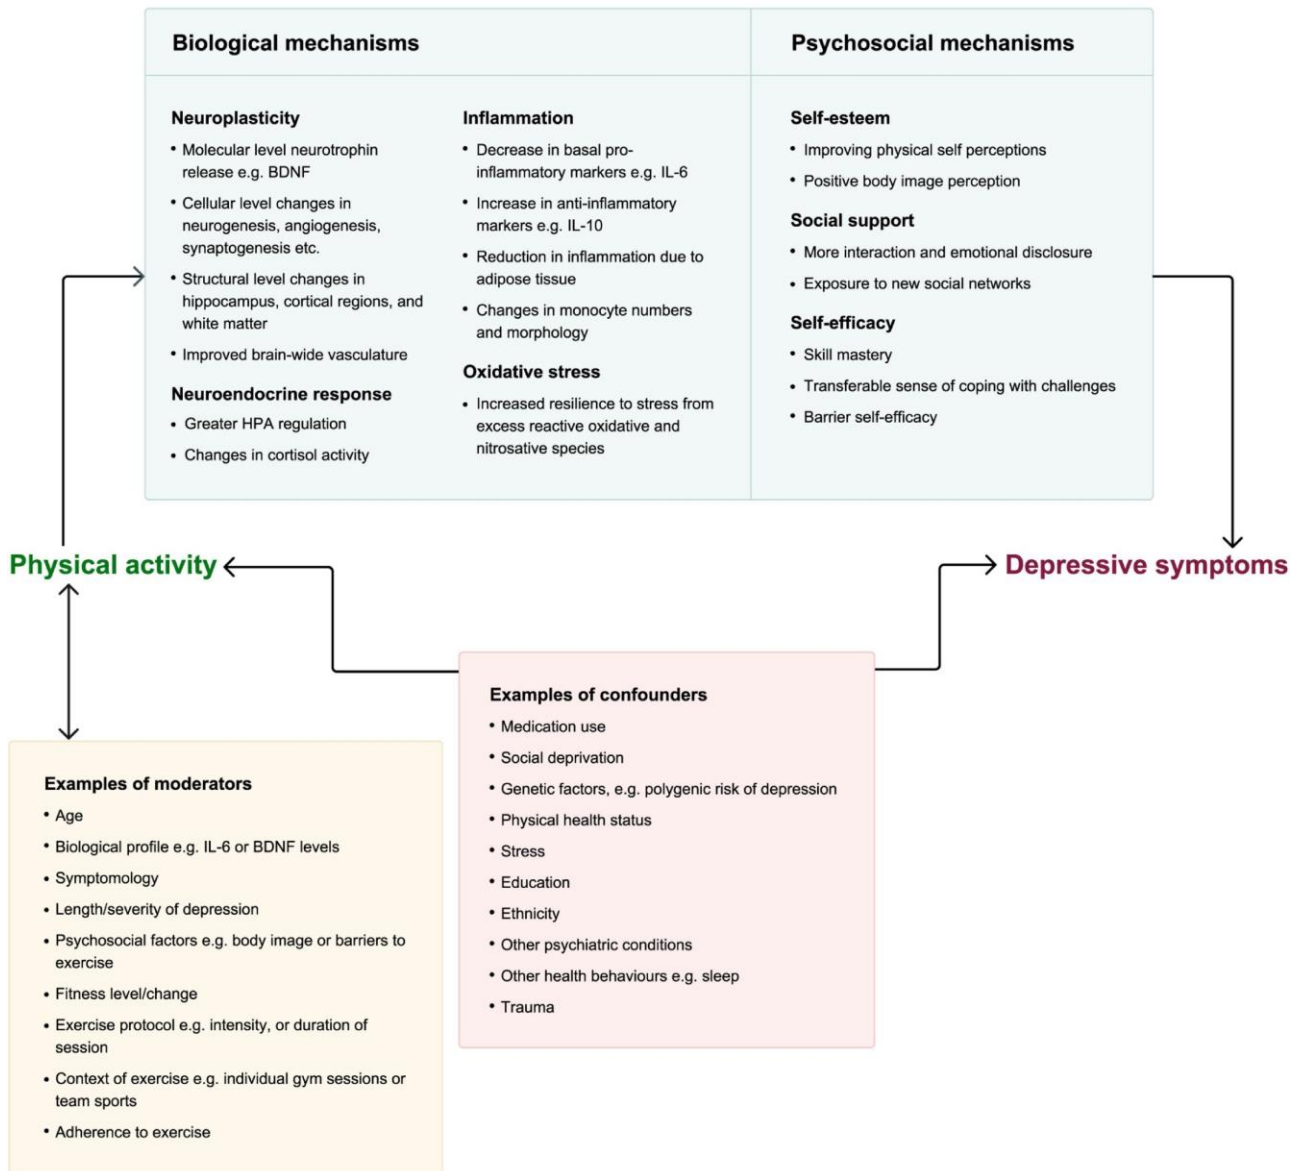 Biological mechanisms
Neuroplasticity
• Molecular level neurotrophin
release e.g. BDNF
• Cellular level changes in
neurogenesis, angiogenesis,
synaptogenesis etc.
• Structural level changes in
hippocampus, cortical regions, and
white matter
• Improved brain-wide vasculature
Neuroendocrine response
• Greater HPA regulation
• Changes in cortisol activity
Inflammation
• Decrease in basal pro-
inflammatory markers e.g. IL-6
• Increase in anti-inflammatory
markers e.g. IL-10
• Reduction in inflammation due to
adipose tissue
• Changes in monocyte numbers
and morphology
Oxidative stress
• Increased resilience to stress from
excess reactive oxidative and
nitrosative species
Psychosocial mechanisms
Self-esteem
• Improving physical self perceptions
• Positive body image perception
Social support
• More interaction and emotional disclosure
• Exposure to new social networks
Self-efficacy
• Skill mastery
• Transferable sense of coping with challenges
• Barrier self-efficacy
Physical activity
Depressive symptoms
Examples of confounders
• Medication use
• Social deprivation
• Genetic factors, e.g. polygenic risk of depression
• Physical health status
• Stress
• Education
• Ethnicity
• Other psychiatric conditions
• Other health behaviours e.g. sleep
• Trauma
Examples of moderators
• Age
• Biological profile e.g. IL-6 or BDNF levels
• Symptomology
• Length/severity of depression
• Psychosocial factors e.g. body image or barriers to
exercise
• Fitness level/change
• Exercise protocol e.g. intensity, or duration of
session
• Context of exercise e.g. individual gym sessions or
team sports
• Adherence to exercise